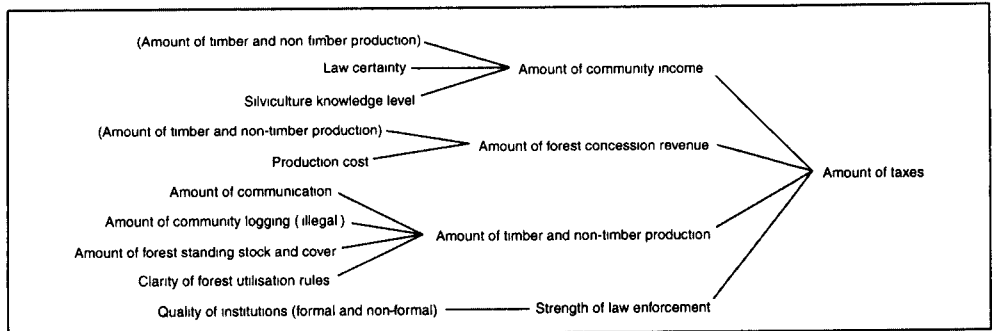 (Amount of timber and non timber production)
Law certainty
Amount of community income
Silviculture knowledge level
(Amount of timber and non-timber production)
Amount of forest concession revenue
Production cost
Amount of taxes
Amount of communication
Amount of community logging (illegal)
Amount of timber and non-timber production
Amount of forest standing stock and cover
Clarity of forest utilisation rules
Quality of institutions (formal and non-formal)
Strength of law enforcement